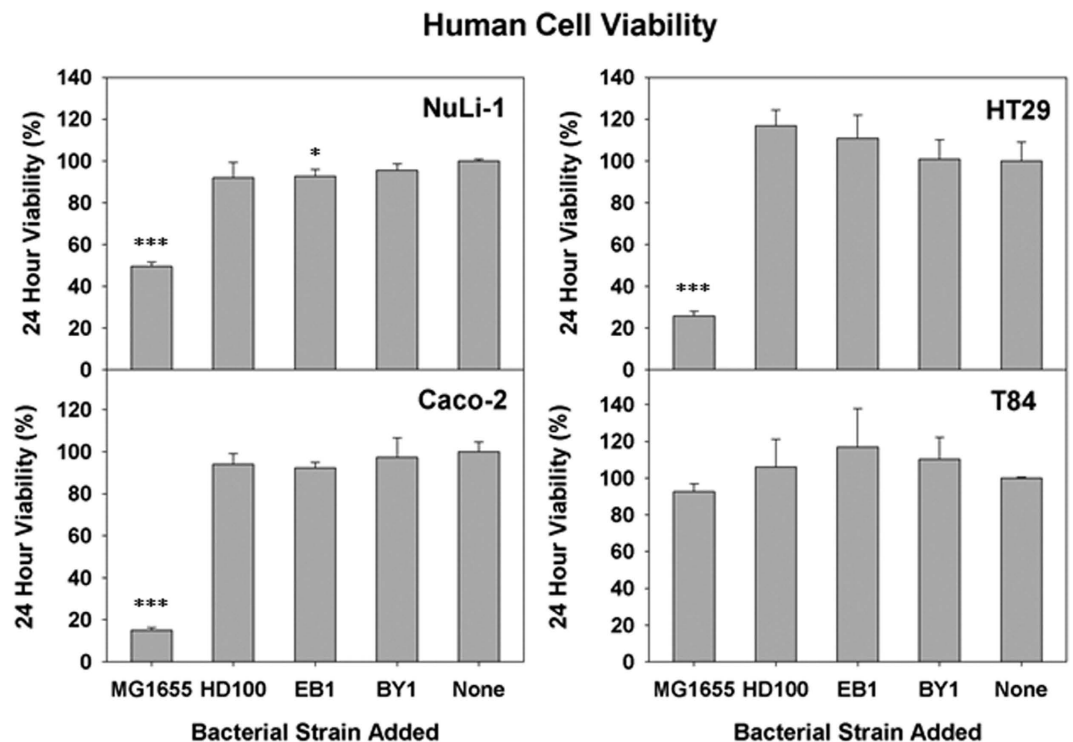 Human Cell Viability
24 Hour Viability (%)
140
120
100
80
60
40
20
0
NuLi-1
***
*
24 Hour Viability (%)
140
120
100
80
60
40
20
0
HT29
***
24 Hour Viability (%)
120
100
80
60
40
20
0
Caco-2
***
MG1655 HD100 EB1 BY1 None
Bacterial Strain Added
24 Hour Viability (%)
140
120
100
80
60
40
20
0
T84
MG1655 HD100 EB1 BY1 None
Bacterial Strain Added